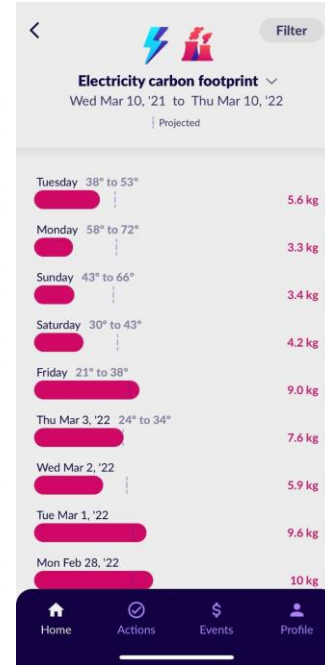 Filter
Electricity carbon footprint
Wed Mar 10, '21 to Thu Mar 10, '22
Projected
Tuesday 38° to 53°
5.6 kg
Monday 58° to 72°
3.3 kg
Sunday 43° to 66°
3.4 kg
Saturday 30° to 43°
4.2 kg
Friday 21° to 38°
9.0 kg
Thu Mar 3, '22 24° to 34°
7.6 kg
Wed Mar 2, '22
5.9 kg
Tue Mar 1, '22
9.6 kg
Mon Feb 28, '22
10 kg
Home Actions Events Profile